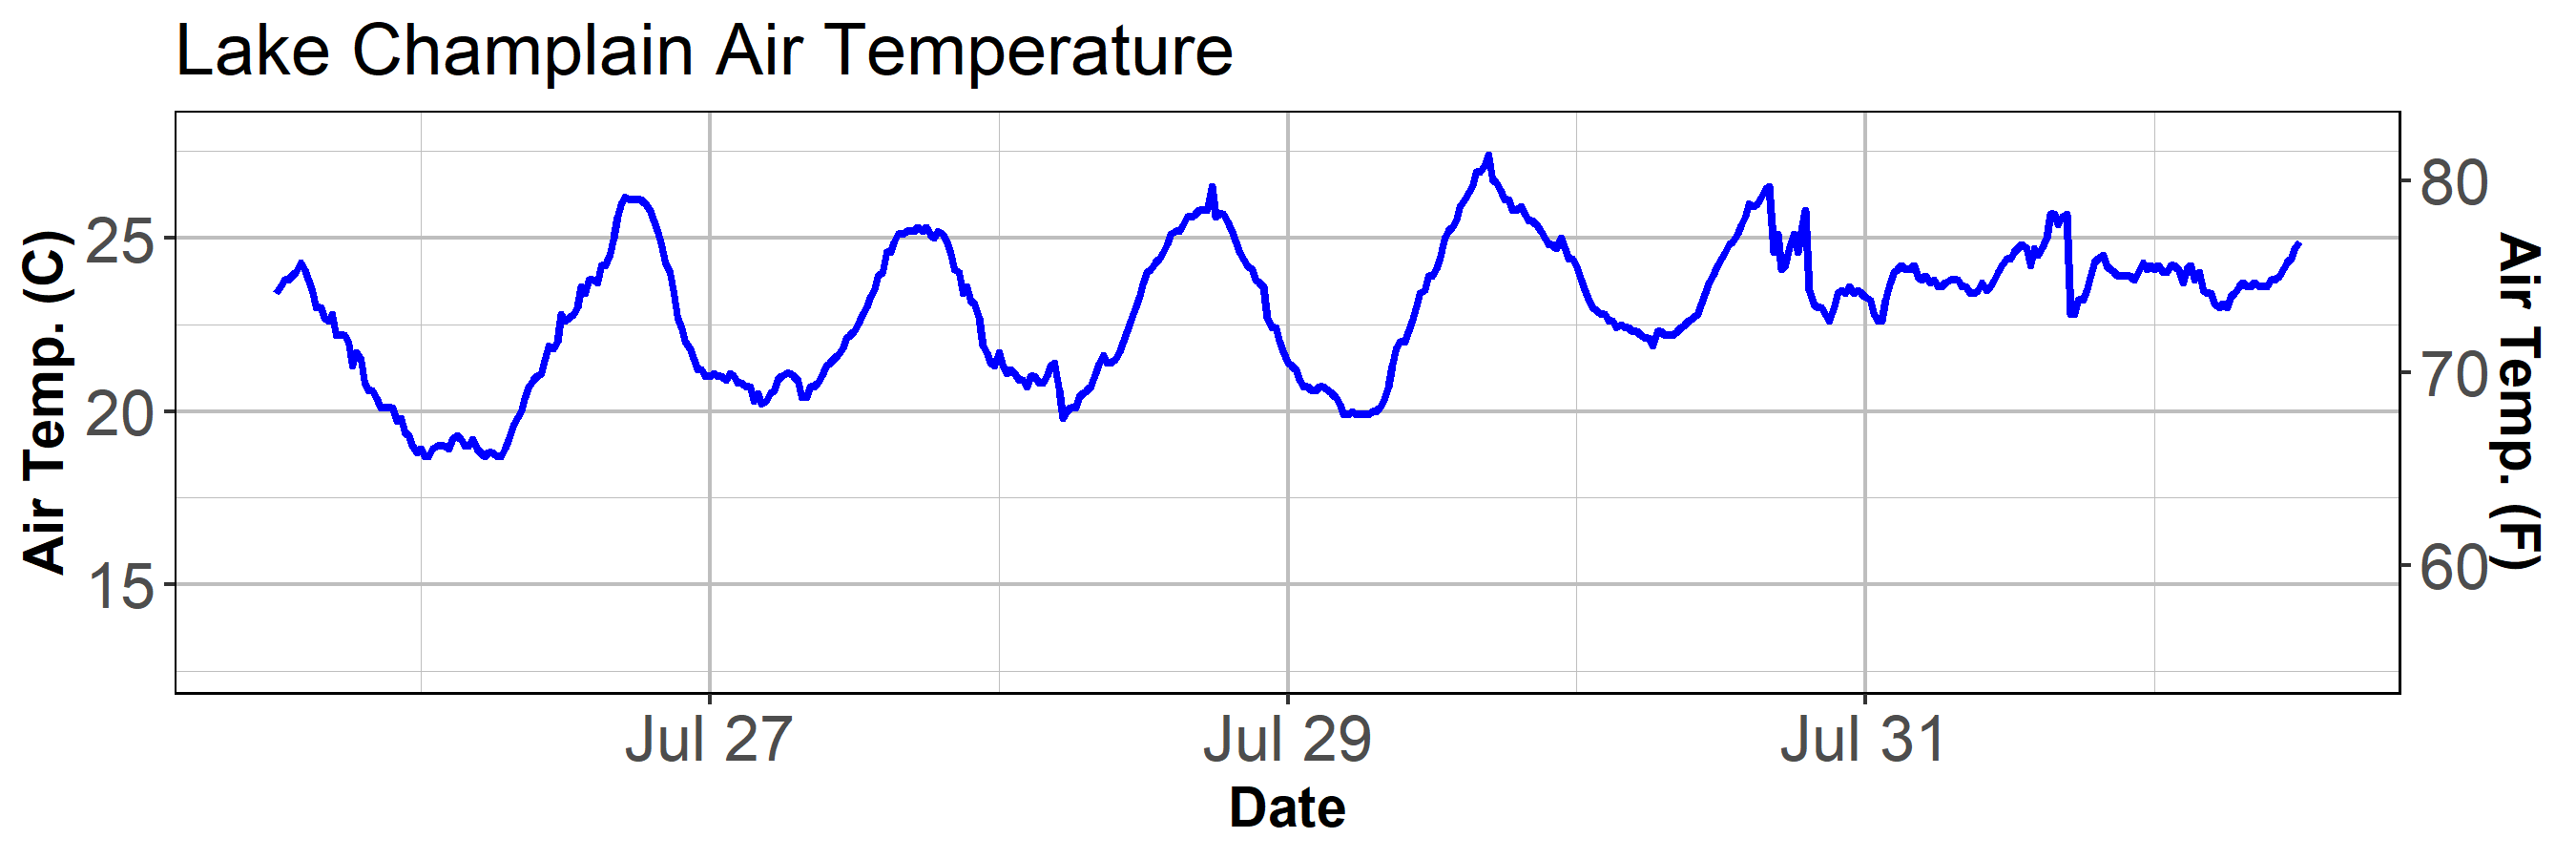 Lake Champlain Air Temperature
Air Temp. (C)
25
20
15
80
70
60
Air Temp. (F)
Jul 27
Jul 29
Jul 31
Date